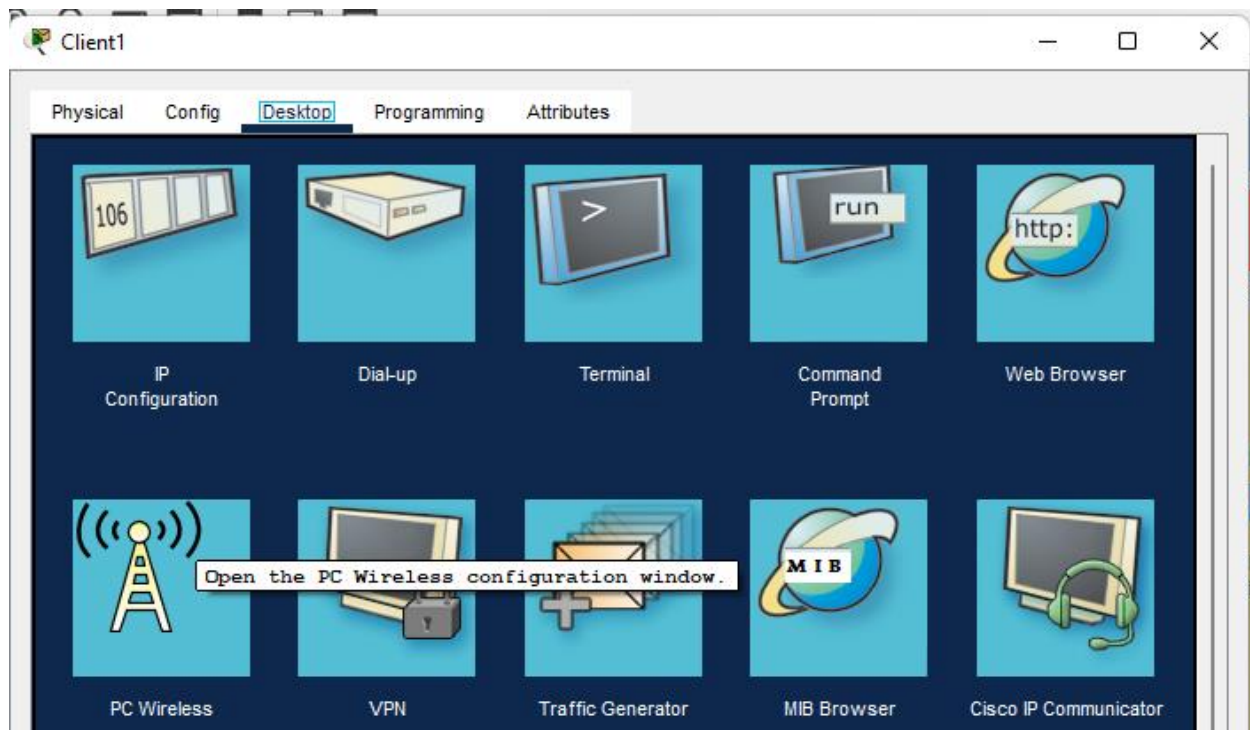 Client1
Physical Config Desktop Programming Attributes
106
>
run
http:
IP
Configuration
Dial-up
Terminal
Command
Prompt
Web Browser
Open the PC Wireless configuration window.
MIB
PC Wireless
VPN
Traffic Generator
MIB Browser
Cisco IP Communicator